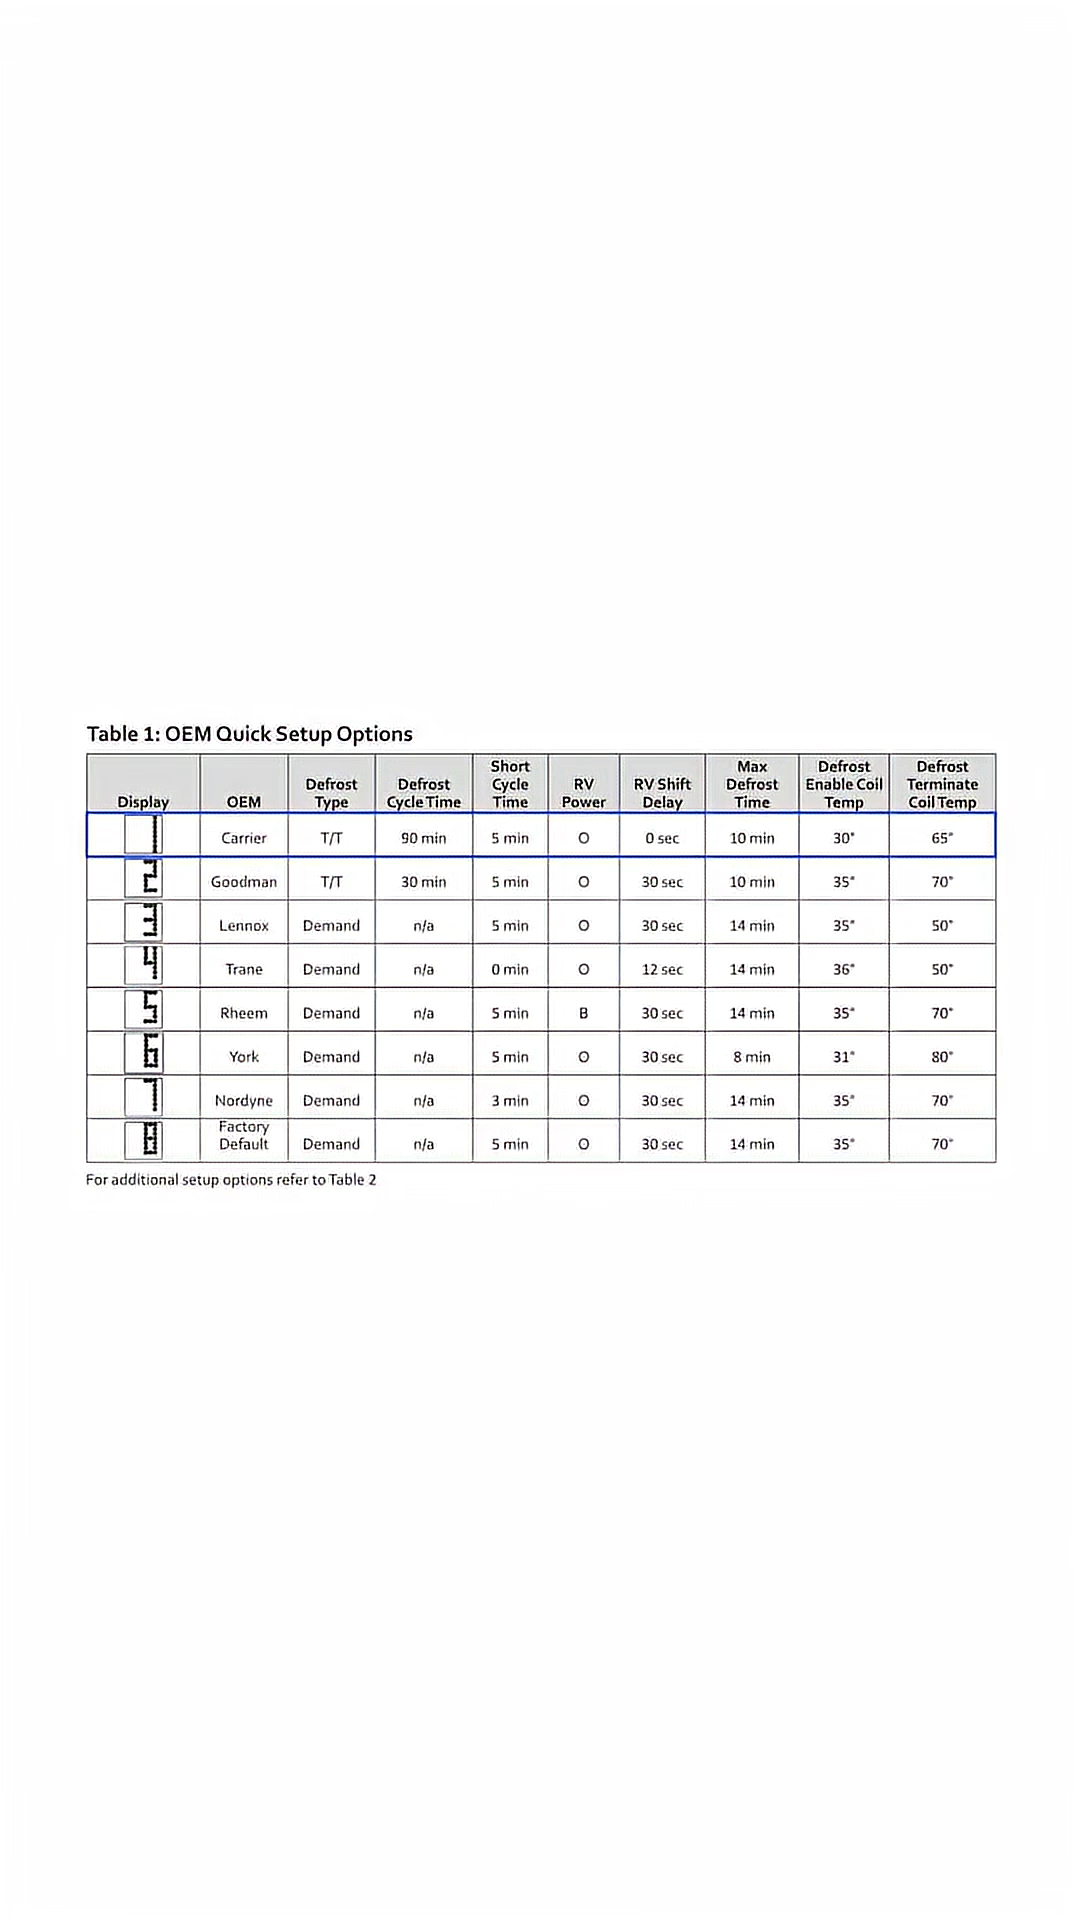 Table 1: OEM Quick Setup Options
Display OEM Defrost Type Defrost Cycle Time Short Cycle Time RV Power RV Shift Delay Max Defrost Time Defrost Enable Coil Temp Defrost Terminate Coil Temp
1 Carrier T/T 90 min 5 min O 0 sec 10 min 30° 65°
2 Goodman T/T 30 min 5 min O 30 sec 10 min 35° 70°
3 Lennox Demand n/a 5 min O 30 sec 14 min 35° 50°
4 Trane Demand n/a 0 min O 12 sec 14 min 36° 50°
5 Rheem Demand n/a 5 min B 30 sec 14 min 35° 70°
6 York Demand n/a 5 min O 30 sec 8 min 31° 80°
7 Nordyne Demand n/a 3 min O 30 sec 14 min 35° 70°
8 Factory Default Demand n/a 5 min O 30 sec 14 min 35° 70°
For additional setup options refer to Table 2